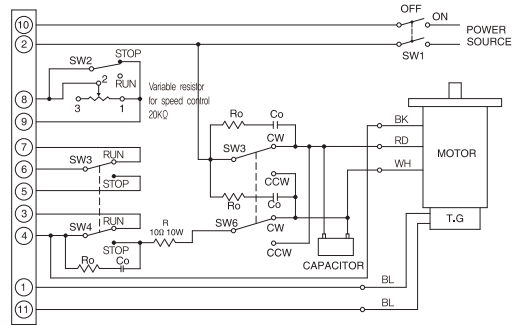 OFF
ON
10
POWER
SOURCE
2
SW1
STOP
SW2
RUN
2
8
3
1
Variable resistor
for speed control
20KΩ
9
Ro
Co
CW
BK
7
RUN
SW3
RD
MOTOR
6
SW3
WH
STOP
CCW
5
Ro
Co
3
SW4
RUN
R
10Ω 10W
SW6
CW
T.G
4
STOP
CCW
Ro
Co
CAPACITOR
1
BL
11
BL